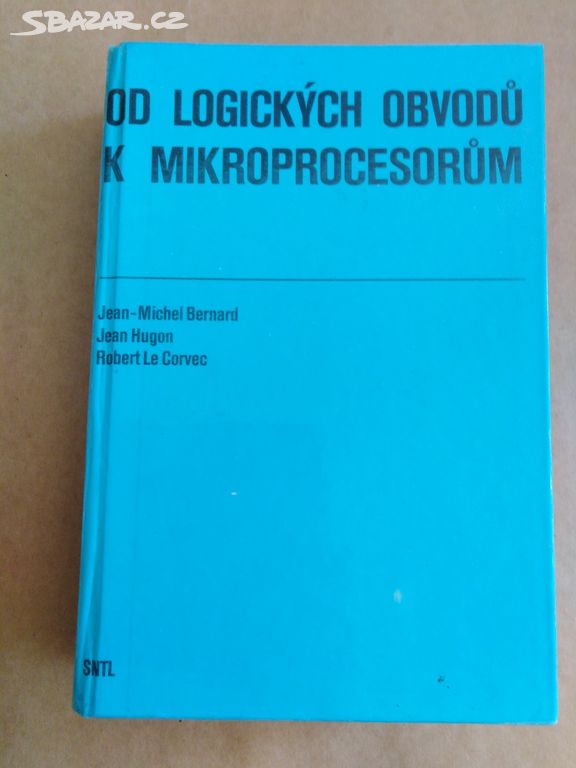 SBAZAR.CZ
OD LOGICKÝCH OBVODŮ
K MIKROPROCESORŮM
Jean-Michel Bernard
Jean Hugon
Robert Le Corvec
SNTL